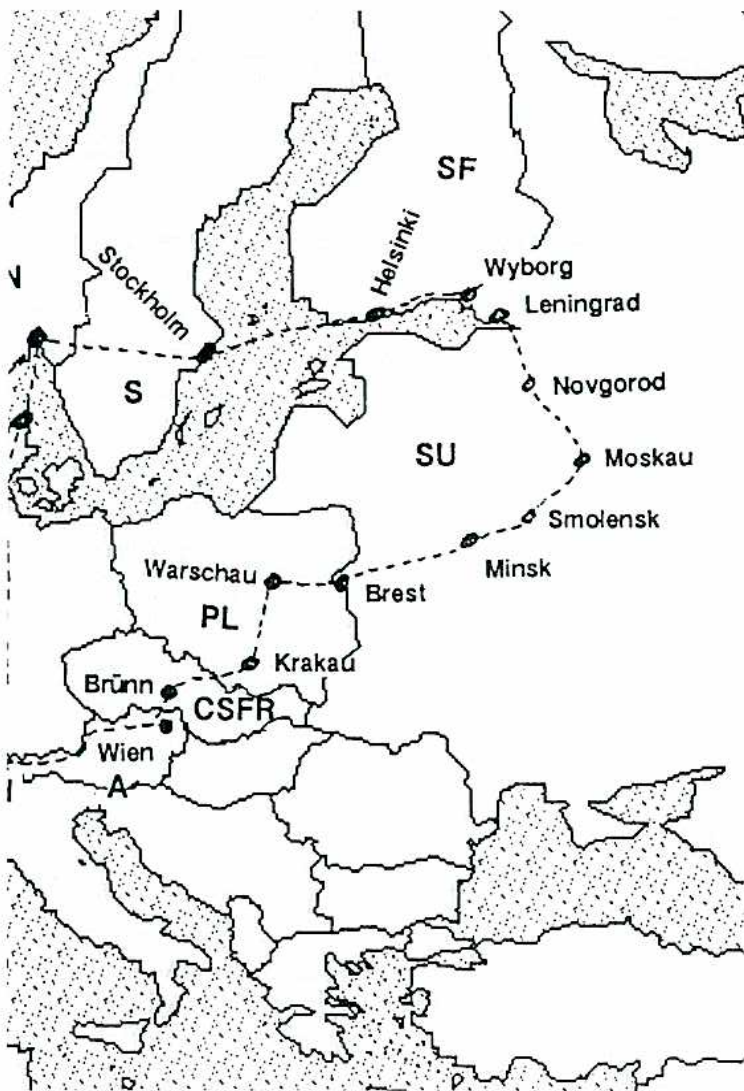 SF
Helsinki
Stockholm
Wyborg
N
Leningrad
S
Novgorod
SU
Moskau
Smolensk
Warschau
Minsk
Brest
PL
Krakau
Brünn
CSFR
Wien
A